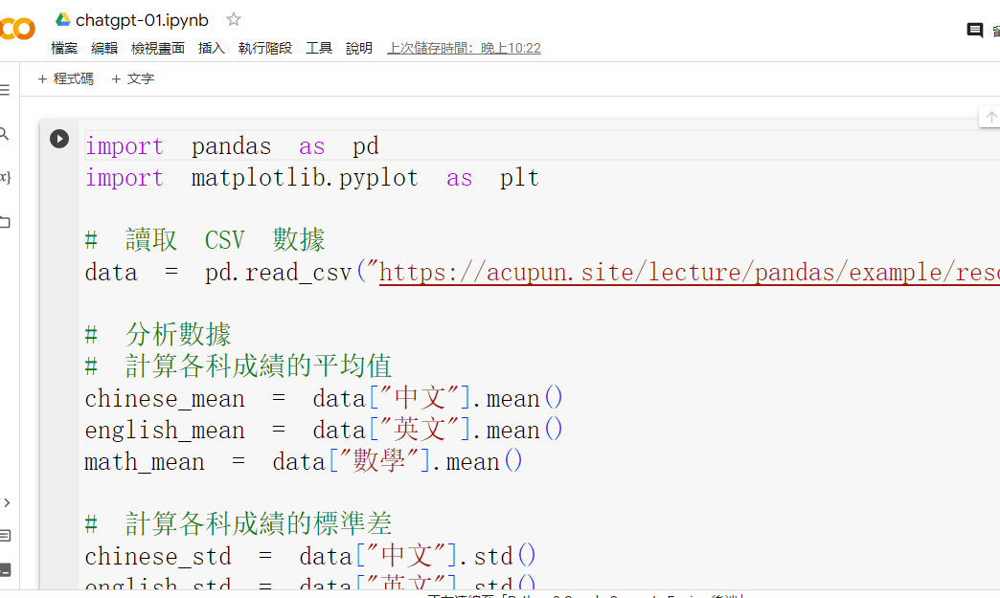 chatgpt-01.ipynb
檔案 編輯 檢視畫面 插入 執行階段 工具 說明 上次儲存時間：晚上10:22
+ 程式碼 + 文字
import pandas as pd
import matplotlib.pyplot as plt
# 讀取 CSV 數據
data = pd.read_csv("https://acupun.site/lecture/pandas/example/res
# 分析數據
# 計算各科成績的平均值
chinese_mean = data["中文"].mean()
english_mean = data["英文"].mean()
math_mean = data["數學"].mean()
# 計算各科成績的標準差
chinese_std = data["中文"].std()
english_std = data["英文"].std()